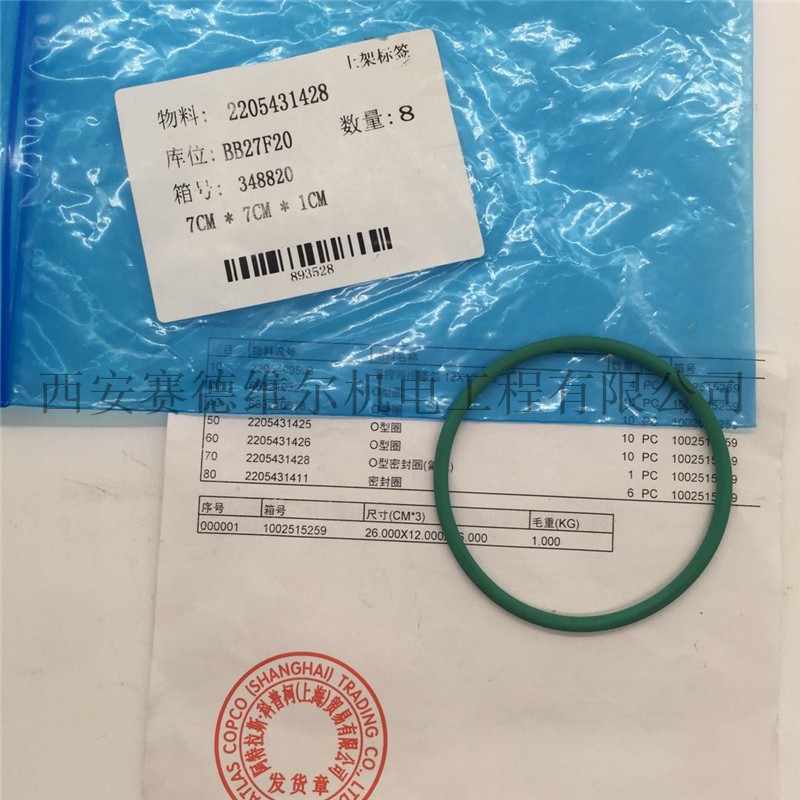 上架标签
物料: 2205431428
数量: 8
库位: BB27F20
箱号: 348820
7CM * 7CM * 1CM
893528
西安赛德维尔机电工程有限公司
50 2205431425 O型圈 10 PC
60 2205431426 O型圈 10 PC 1002515259
70 2205431428 O型密封圈 1 PC
80 2205431411 密封圈 6 PC
序号 箱号 尺寸(CM*3) 毛重(KG)
000001 1002515259 26.000X12.000 1.000
ATLAS COPCO (SHANGHAI) TRADING CO., LTD
阿特拉斯·科普柯(上海)贸易有限公司
发货章